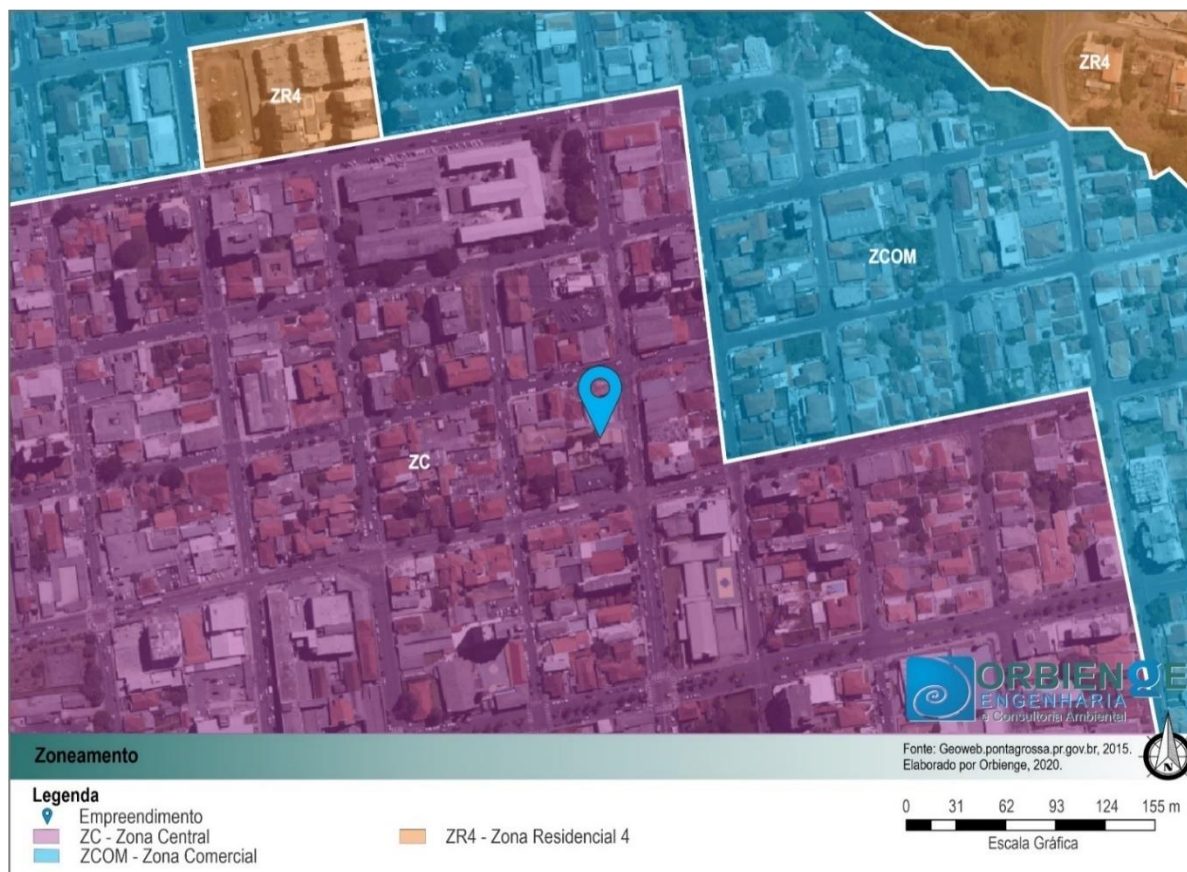 ZR4
ZR4
ZCOM
ZC
ORBIENGE
ENGENHARIA
e Consultoria Ambiental
Zoneamento
Fonte: Geoweb.pontagrossa.pr.gov.br, 2015.
Elaborado por Orbienge, 2020.
N
Legenda
Empreendimento
ZC - Zona Central
ZCOM - Zona Comercial
ZR4 - Zona Residencial 4
0 31 62 93 124 155 m
Escala Gráfica